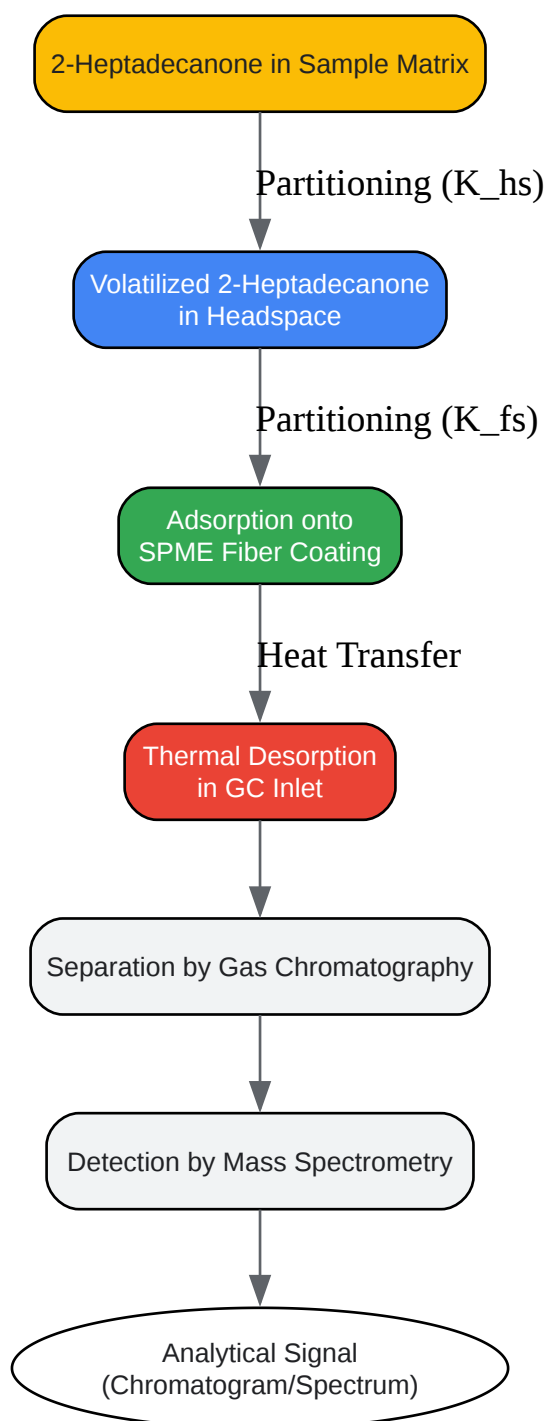 2-Heptadecanone in Sample Matrix
Partitioning (K_hs)
Volatilized 2-Heptadecanone
in Headspace
Partitioning (K_fs)
Adsorption onto
SPME Fiber Coating
Heat Transfer
Thermal Desorption
in GC Inlet
Separation by Gas Chromatography
Detection by Mass Spectrometry
Analytical Signal
(Chromatogram/Spectrum)